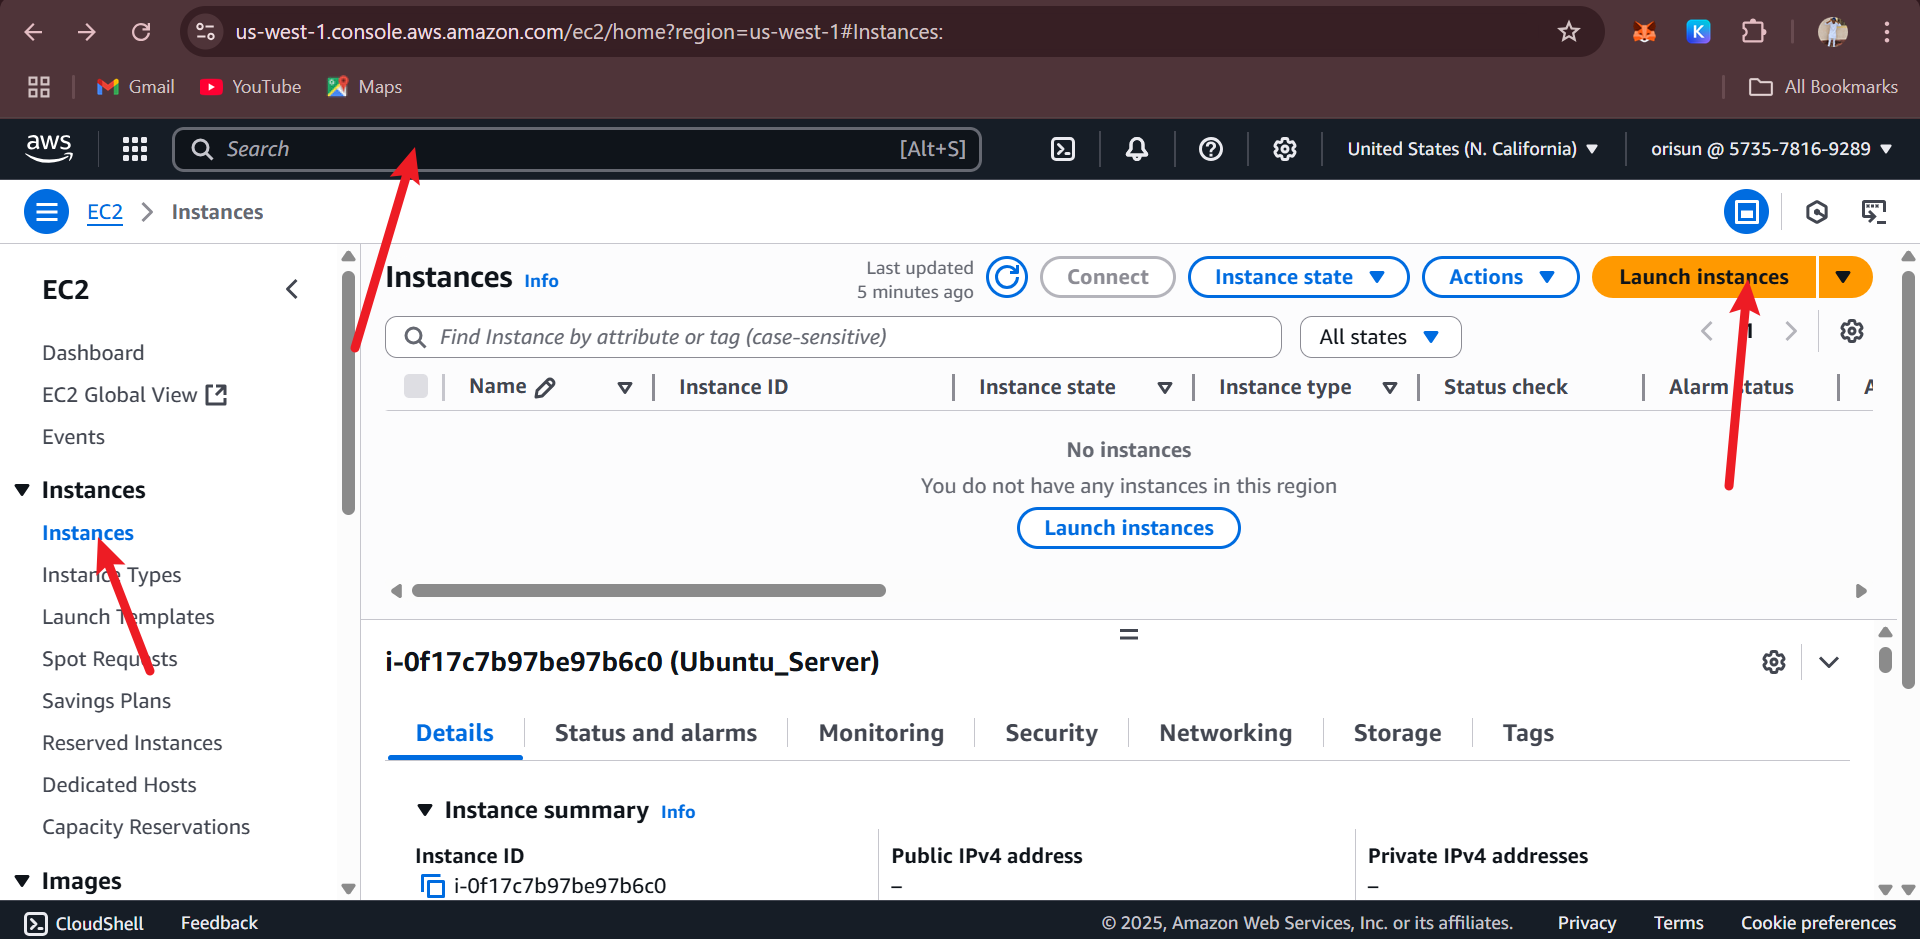 us-west-1.console.aws.amazon.com/ec2/home?region=us-west-1#Instances:
K
Gmail
YouTube
Maps
All Bookmarks
aws
Search
[Alt+S]
United States (N. California)
orisun @ 5735-7816-9289
EC2
Instances
EC2
Dashboard
EC2 Global View
Events
Instances
Instances
Instance Types
Launch Templates
Spot Requests
Savings Plans
Reserved Instances
Dedicated Hosts
Capacity Reservations
Images
Instances Info
Last updated
5 minutes ago
Connect
Instance state
Actions
Launch instances
Find Instance by attribute or tag (case-sensitive)
All states
1
Name
Instance ID
Instance state
Instance type
Status check
Alarm status
No instances
You do not have any instances in this region
Launch instances
i-0f17c7b97be97b6c0 (Ubuntu_Server)
Details
Status and alarms
Monitoring
Security
Networking
Storage
Tags
Instance summary Info
Instance ID
i-0f17c7b97be97b6c0
Public IPv4 address
–
Private IPv4 addresses
–
CloudShell
Feedback
© 2025, Amazon Web Services, Inc. or its affiliates.
Privacy
Terms
Cookie preferences